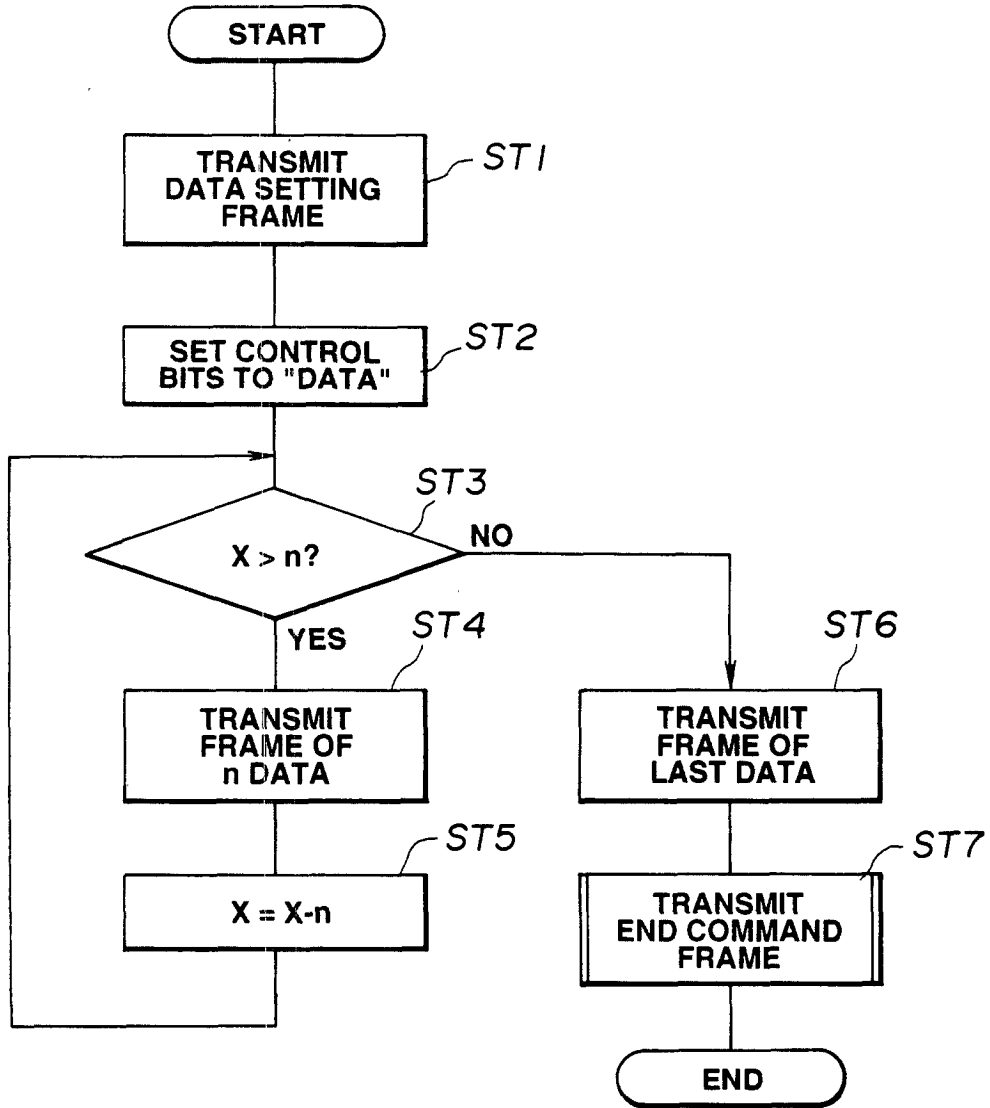 START
TRANSMIT
DATA SETTING
FRAME
ST1
SET CONTROL
BITS TO "DATA"
ST2
X > n?
ST3
NO
YES
TRANSMIT
FRAME OF
n DATA
ST4
X = X-n
ST5
TRANSMIT
FRAME OF
LAST DATA
ST6
TRANSMIT
END COMMAND
FRAME
ST7
END